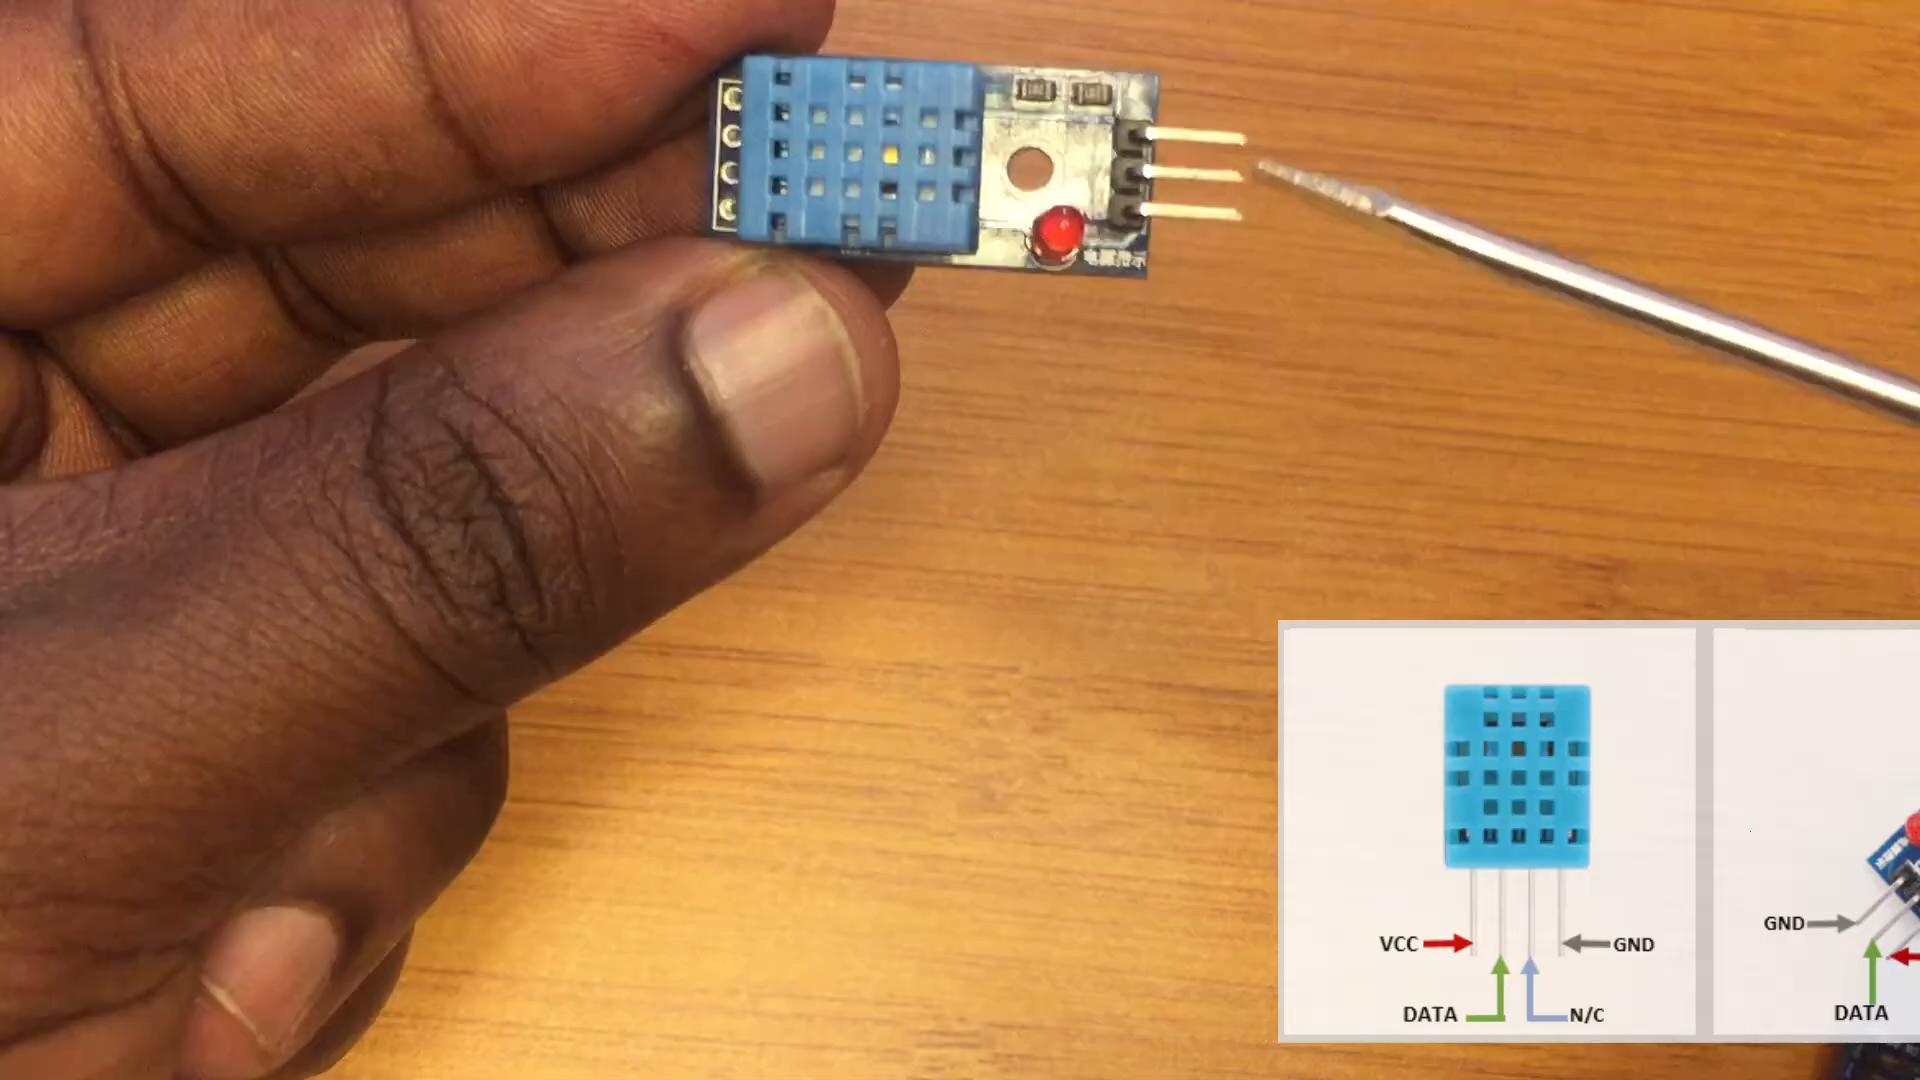 VCC
GND
DATA
N/C
GND
DATA